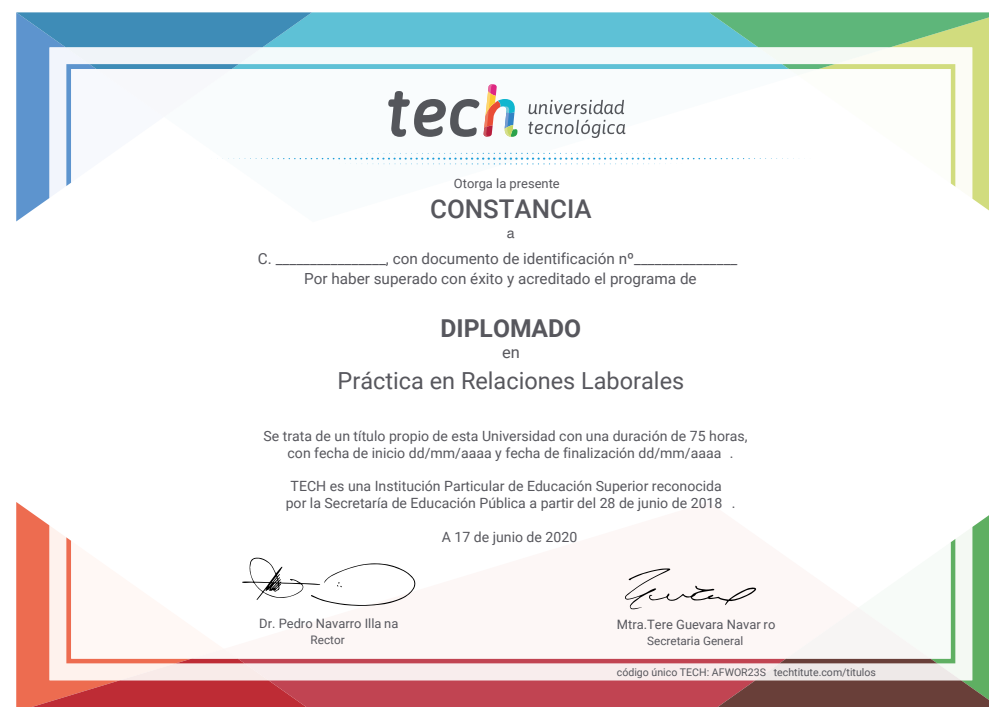 tech universidad
tecnológica
Otorga la presente
CONSTANCIA
a
C. ________________, con documento de identificación nº_______________
Por haber superado con éxito y acreditado el programa de
DIPLOMADO
en
Práctica en Relaciones Laborales
Se trata de un título propio de esta Universidad con una duración de 75 horas,
con fecha de inicio dd/mm/aaaa y fecha de finalización dd/mm/aaaa .
TECH es una Institución Particular de Educación Superior reconocida
por la Secretaría de Educación Pública a partir del 28 de junio de 2018 .
A 17 de junio de 2020
Dr. Pedro Navarro Illa na
Rector
Mtra.Tere Guevara Navar ro
Secretaria General
código único TECH: AFWOR23S techtitute.com/titulos